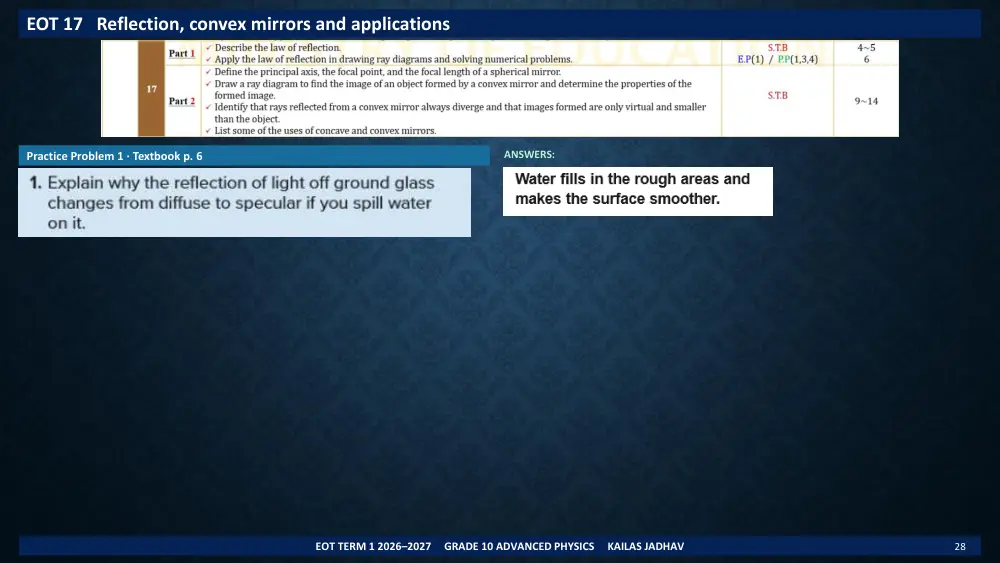 EOT 17 Reflection, convex mirrors and applications
17
Part 1
✓ Describe the law of reflection.
✓ Apply the law of reflection in drawing ray diagrams and solving numerical problems.
S.T.B
E.P(1) / P.P(1,3,4)
4~5
6
Part 2
✓ Define the principal axis, the focal point, and the focal length of a spherical mirror.
✓ Draw a ray diagram to find the image of an object formed by a convex mirror and determine the properties of the
formed image.
✓ Identify that rays reflected from a convex mirror always diverge and that images formed are only virtual and smaller
than the object.
✓ List some of the uses of concave and convex mirrors.
S.T.B
9~14
Practice Problem 1 · Textbook p. 6
1. Explain why the reflection of light off ground glass
changes from diffuse to specular if you spill water
on it.
ANSWERS:
Water fills in the rough areas and
makes the surface smoother.
EOT TERM 1 2026–2027 GRADE 10 ADVANCED PHYSICS KAILAS JADHAV
28